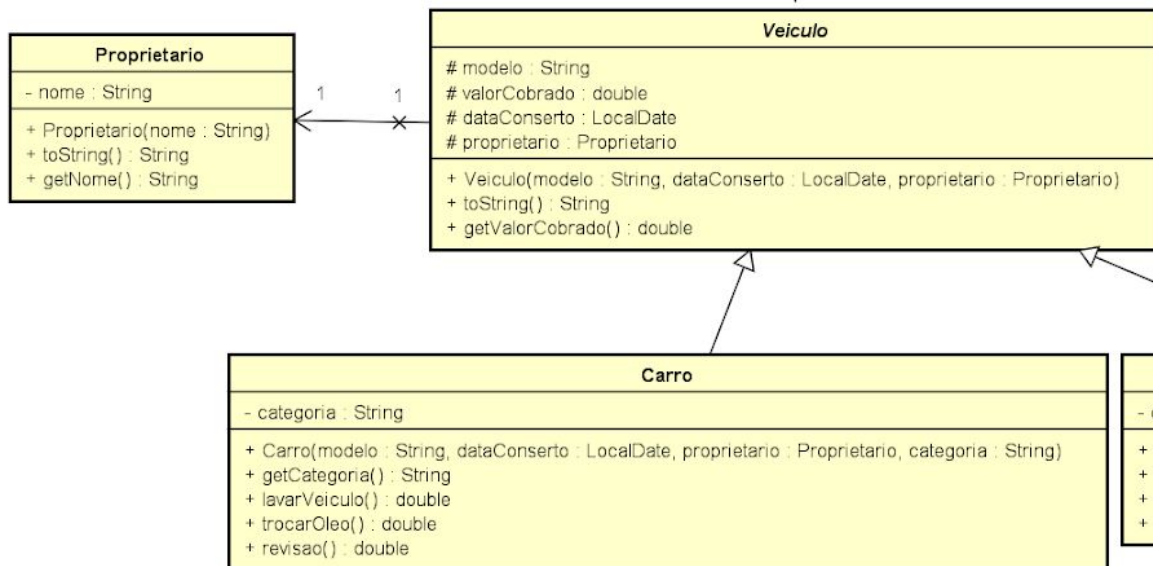 Proprietario
- nome : String
+ Proprietario(nome : String)
+ toString() : String
+ getNome() : String
1
1
Veiculo
# modelo : String
# valorCobrado : double
# dataConserto : LocalDate
# proprietario : Proprietario
+ Veiculo(modelo : String, dataConserto : LocalDate, proprietario : Proprietario)
+ toString() : String
+ getValorCobrado() : double
Carro
- categoria : String
+ Carro(modelo : String, dataConserto : LocalDate, proprietario : Proprietario, categoria : String)
+ getCategoria() : String
+ lavarVeiculo() : double
+ trocarOleo() : double
+ revisao() : double
-
+
+
+
+